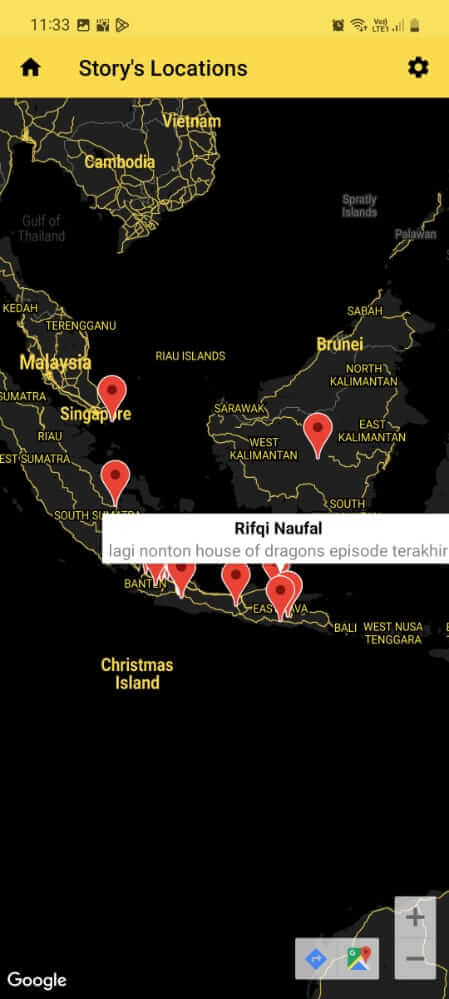 11:33
Vo))
LTE1
Story's Locations
Vietnam
Cambodia
Gulf of
Thailand
Spratly
Islands
Palawan
KEDAH
TERENGGANU
SABAH
Malaysia
RIAU ISLANDS
Brunei
NORTH
KALIMANTAN
SUMATRA
Singapore
SARAWAK
RIAU
WEST
KALIMANTAN
EAST
KALIMANTAN
EST SUMATRA
SOUTH
SOUTH SUMATRA
Rifqi Naufal
lagi nonton house of dragons episode terakhir
BANTEN
EAST JAVA
BALI
WEST NUSA
TENGGARA
Christmas
Island
Google